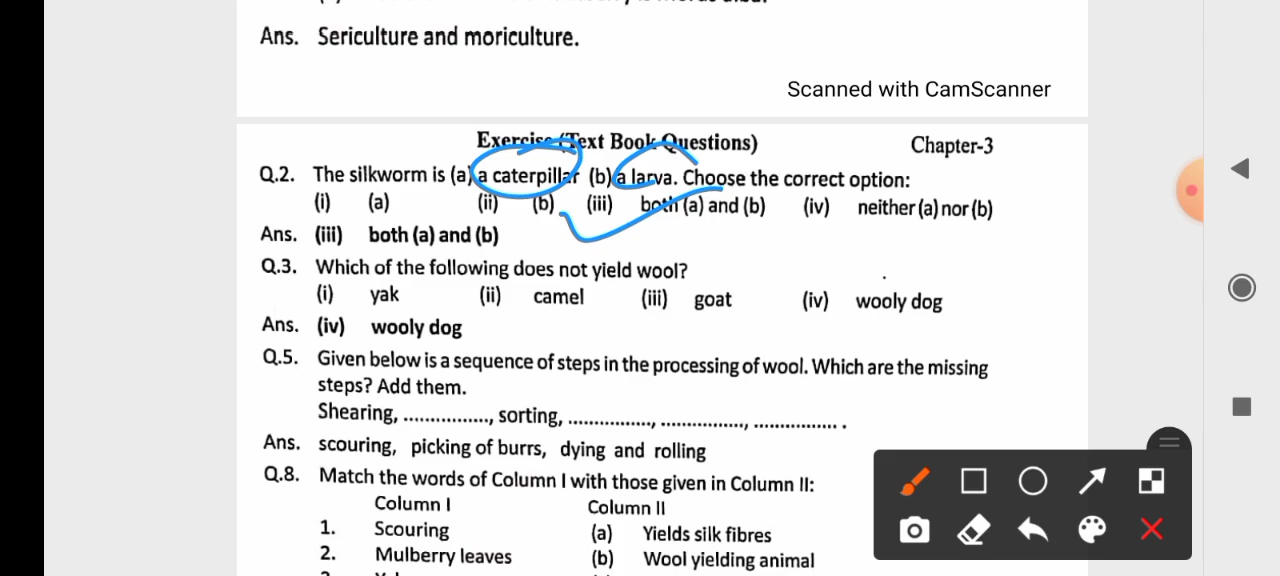 Ans. Sericulture and moriculture.
Scanned with CamScanner
Exercise (Text Book Questions) Chapter-3
Q.2. The silkworm is (a) a caterpillar (b) a larva. Choose the correct option:
(i) (a) (ii) (b) (iii) both (a) and (b) (iv) neither (a) nor (b)
Ans. (iii) both (a) and (b)
Q.3. Which of the following does not yield wool?
(i) yak (ii) camel (iii) goat (iv) wooly dog
Ans. (iv) wooly dog
Q.5. Given below is a sequence of steps in the processing of wool. Which are the missing
steps? Add them.
Shearing, ................, sorting, ................, ................, ................ .
Ans. scouring, picking of burrs, dying and rolling
Q.8. Match the words of Column I with those given in Column II:
Column I Column II
1. Scouring (a) Yields silk fibres
2. Mulberry leaves (b) Wool yielding animal